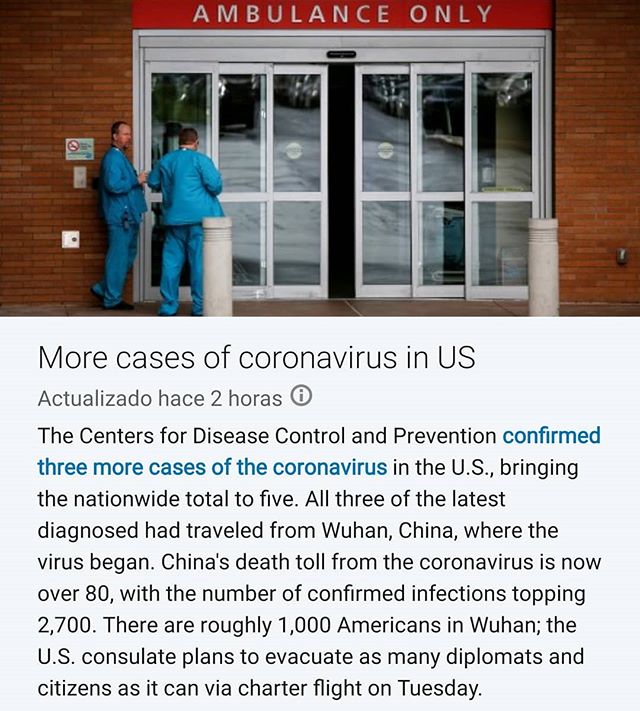 AMBULANCE ONLY
More cases of coronavirus in US
Actualizado hace 2 horas
The Centers for Disease Control and Prevention confirmed
three more cases of the coronavirus in the U.S., bringing
the nationwide total to five. All three of the latest
diagnosed had traveled from Wuhan, China, where the
virus began. China's death toll from the coronavirus is now
over 80, with the number of confirmed infections topping
2,700. There are roughly 1,000 Americans in Wuhan; the
U.S. consulate plans to evacuate as many diplomats and
citizens as it can via charter flight on Tuesday.